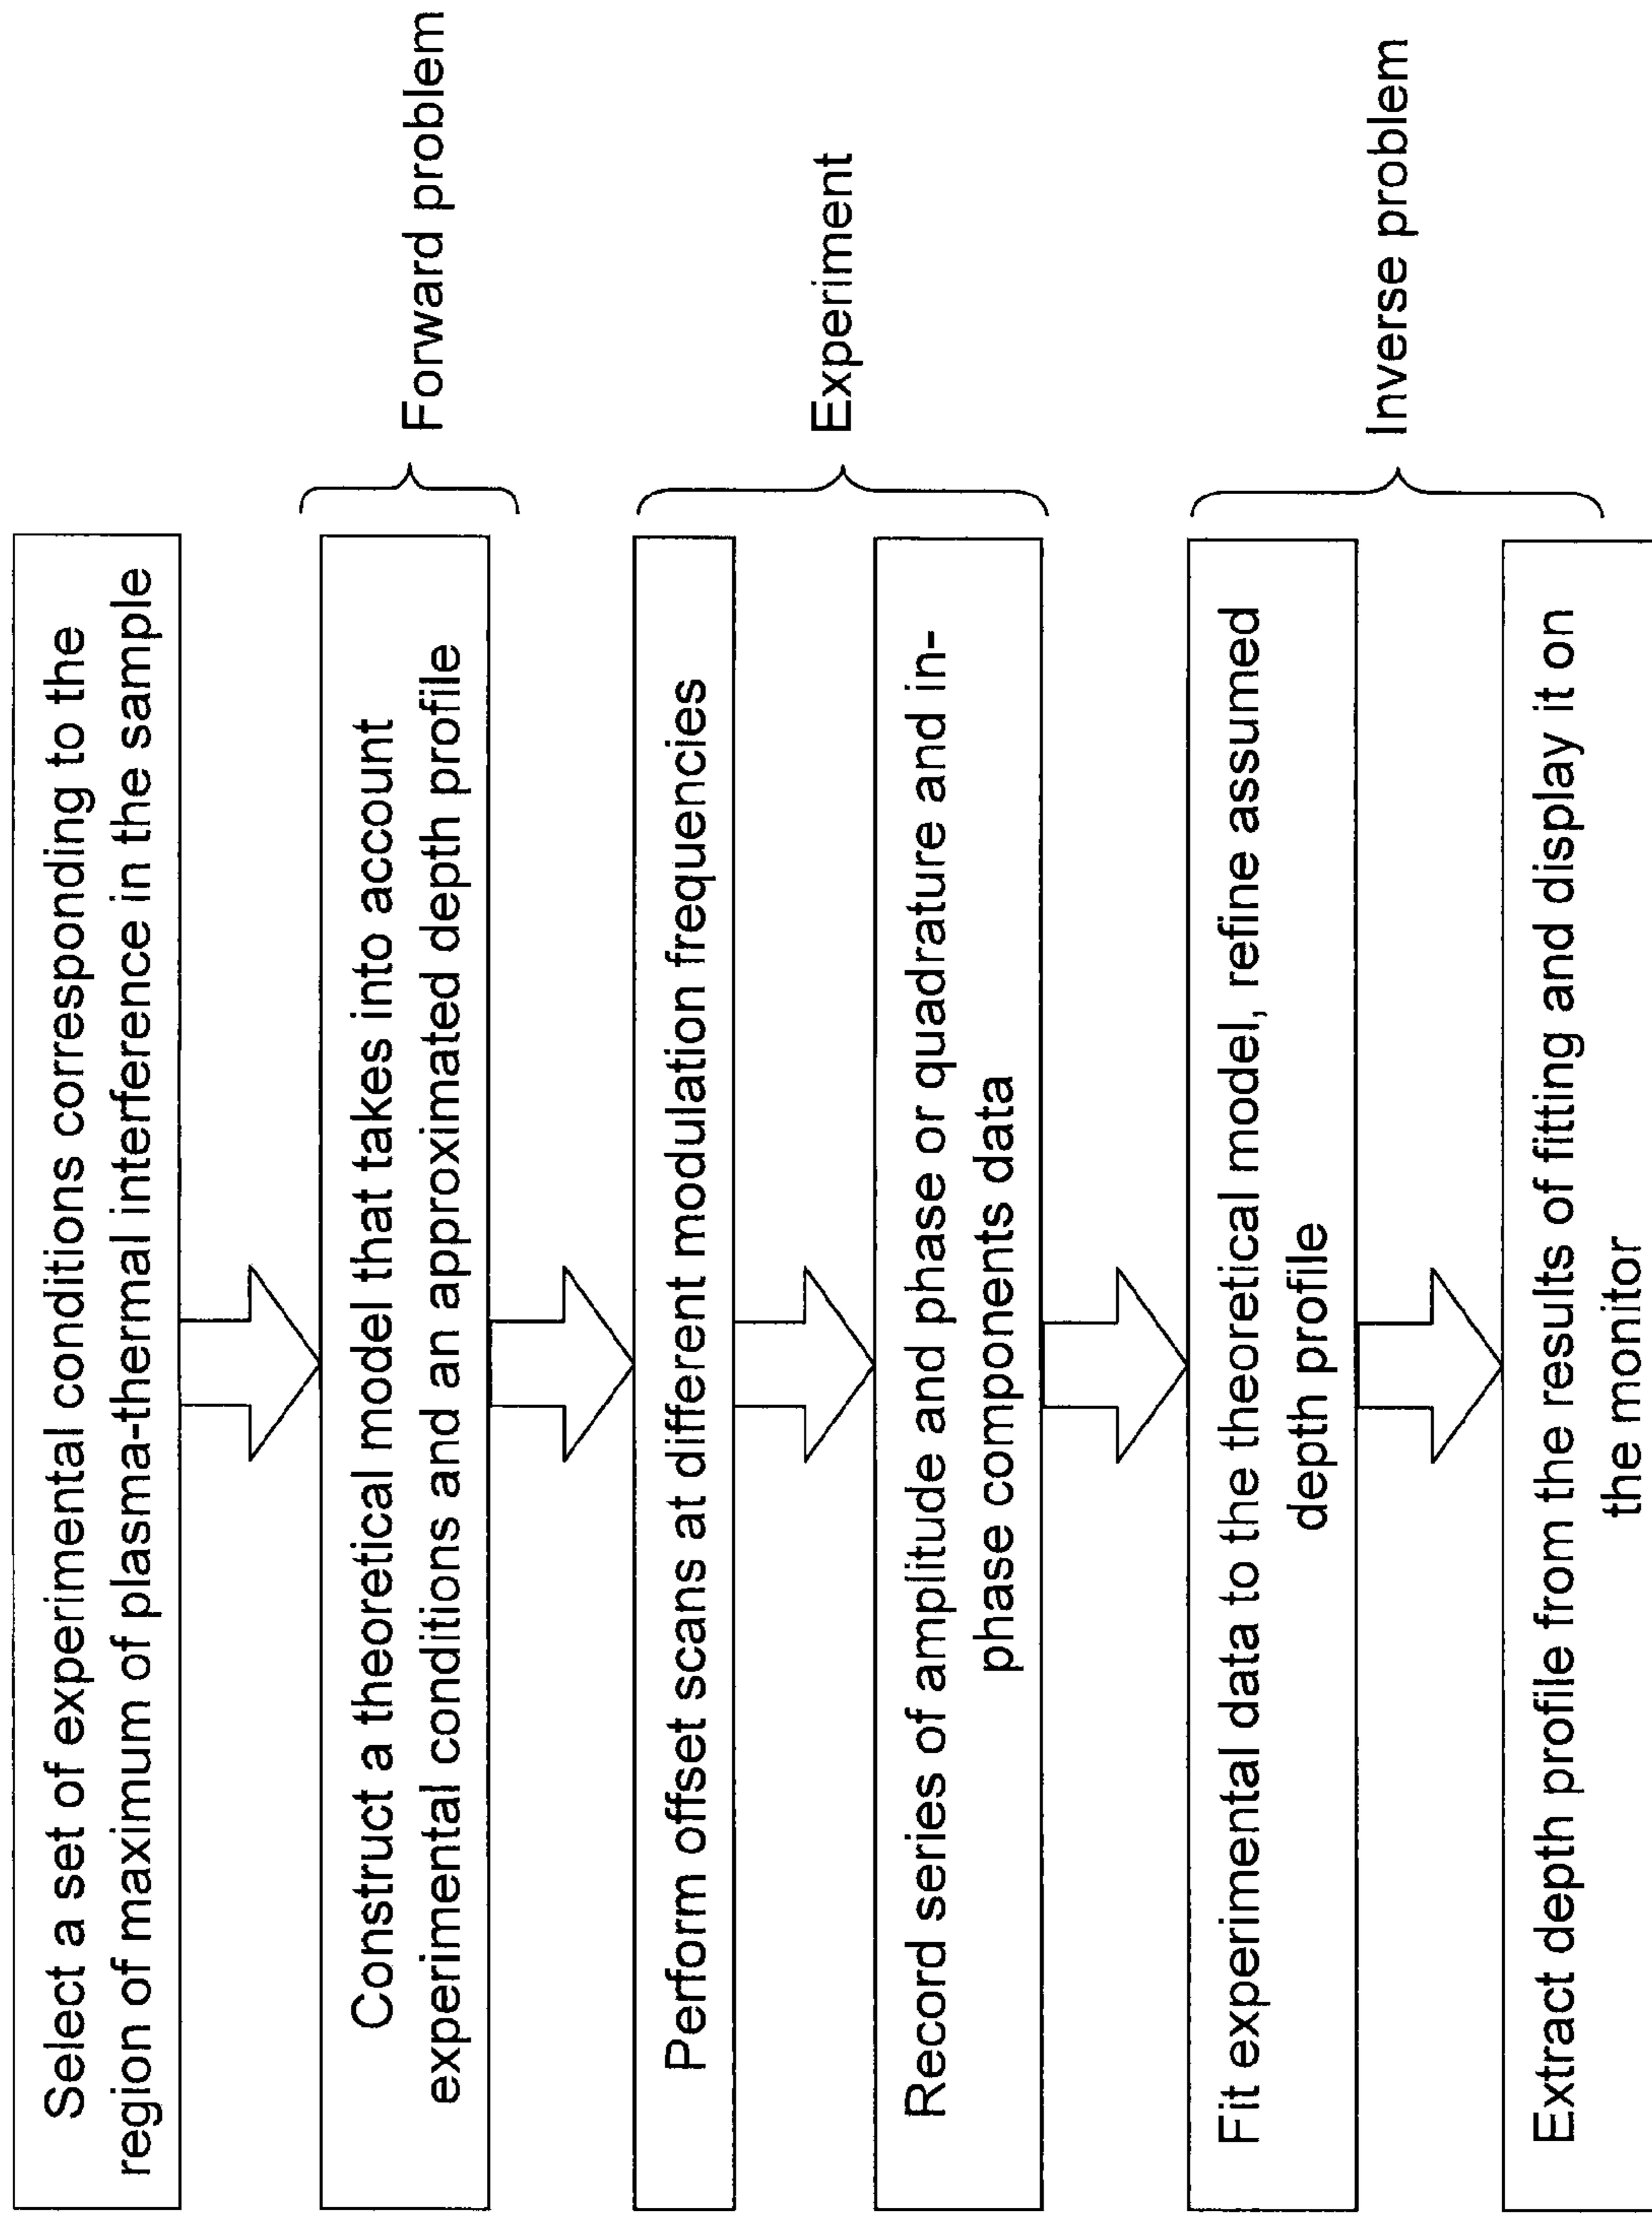 Select a set of experimental conditions corresponding to the
region of maximum of plasma-thermal interference in the sample
Construct a theoretical model that takes into account
experimental conditions and an approximated depth profile
Forward problem
Perform offset scans at different modulation frequencies
Record series of amplitude and phase or quadrature and in-
phase components data
Experiment
Fit experimental data to the theoretical model, refine assumed
depth profile
Extract depth profile from the results of fitting and display it on
the monitor
Inverse problem